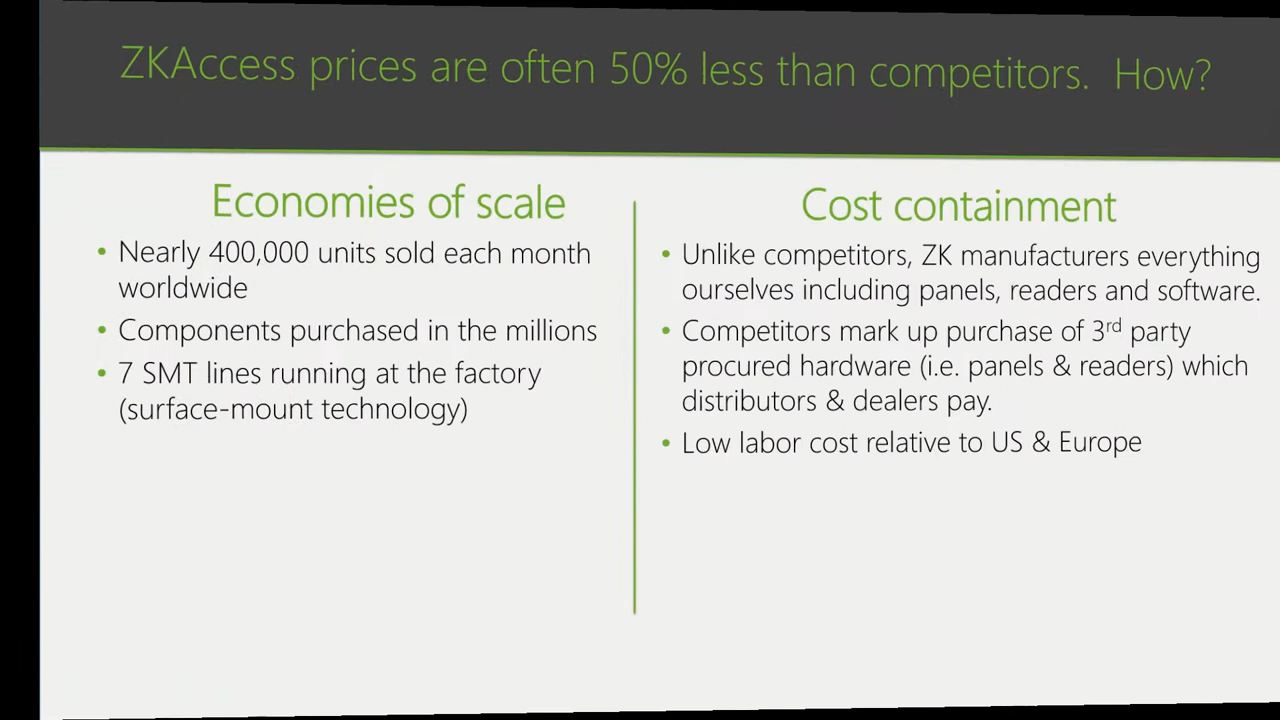 ZKAccess prices are often 50% less than competitors. How?
Economies of scale
• Nearly 400,000 units sold each month
worldwide
• Components purchased in the millions
• 7 SMT lines running at the factory
(surface-mount technology)
Cost containment
• Unlike competitors, ZK manufacturers everything
ourselves including panels, readers and software.
• Competitors mark up purchase of 3rd party
procured hardware (i.e. panels & readers) which
distributors & dealers pay.
• Low labor cost relative to US & Europe